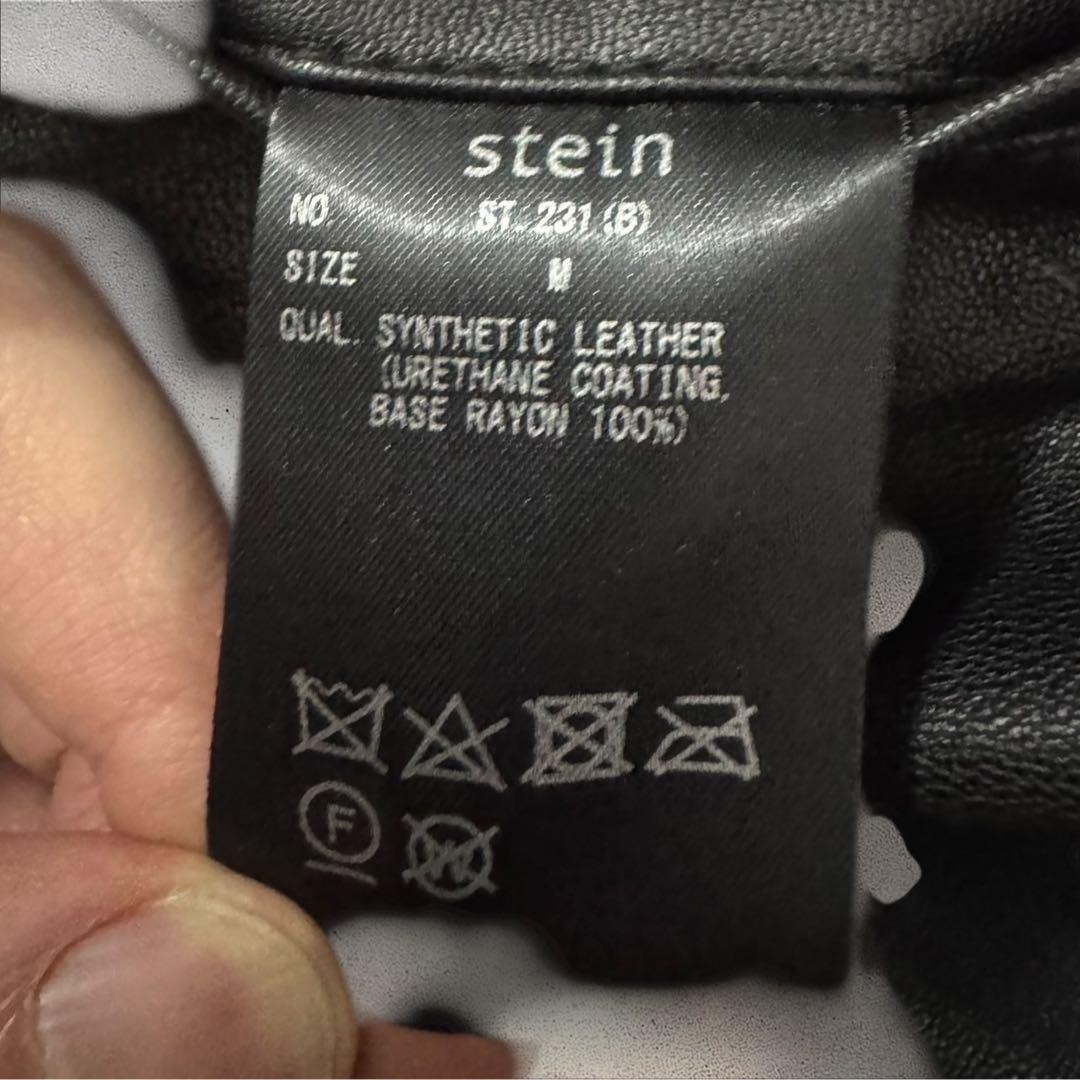 stein
NO. ST.231(B)
SIZE M
QUAL. SYNTHETIC LEATHER
(URETHANE COATING,
BASE RAYON 100%)
F
W